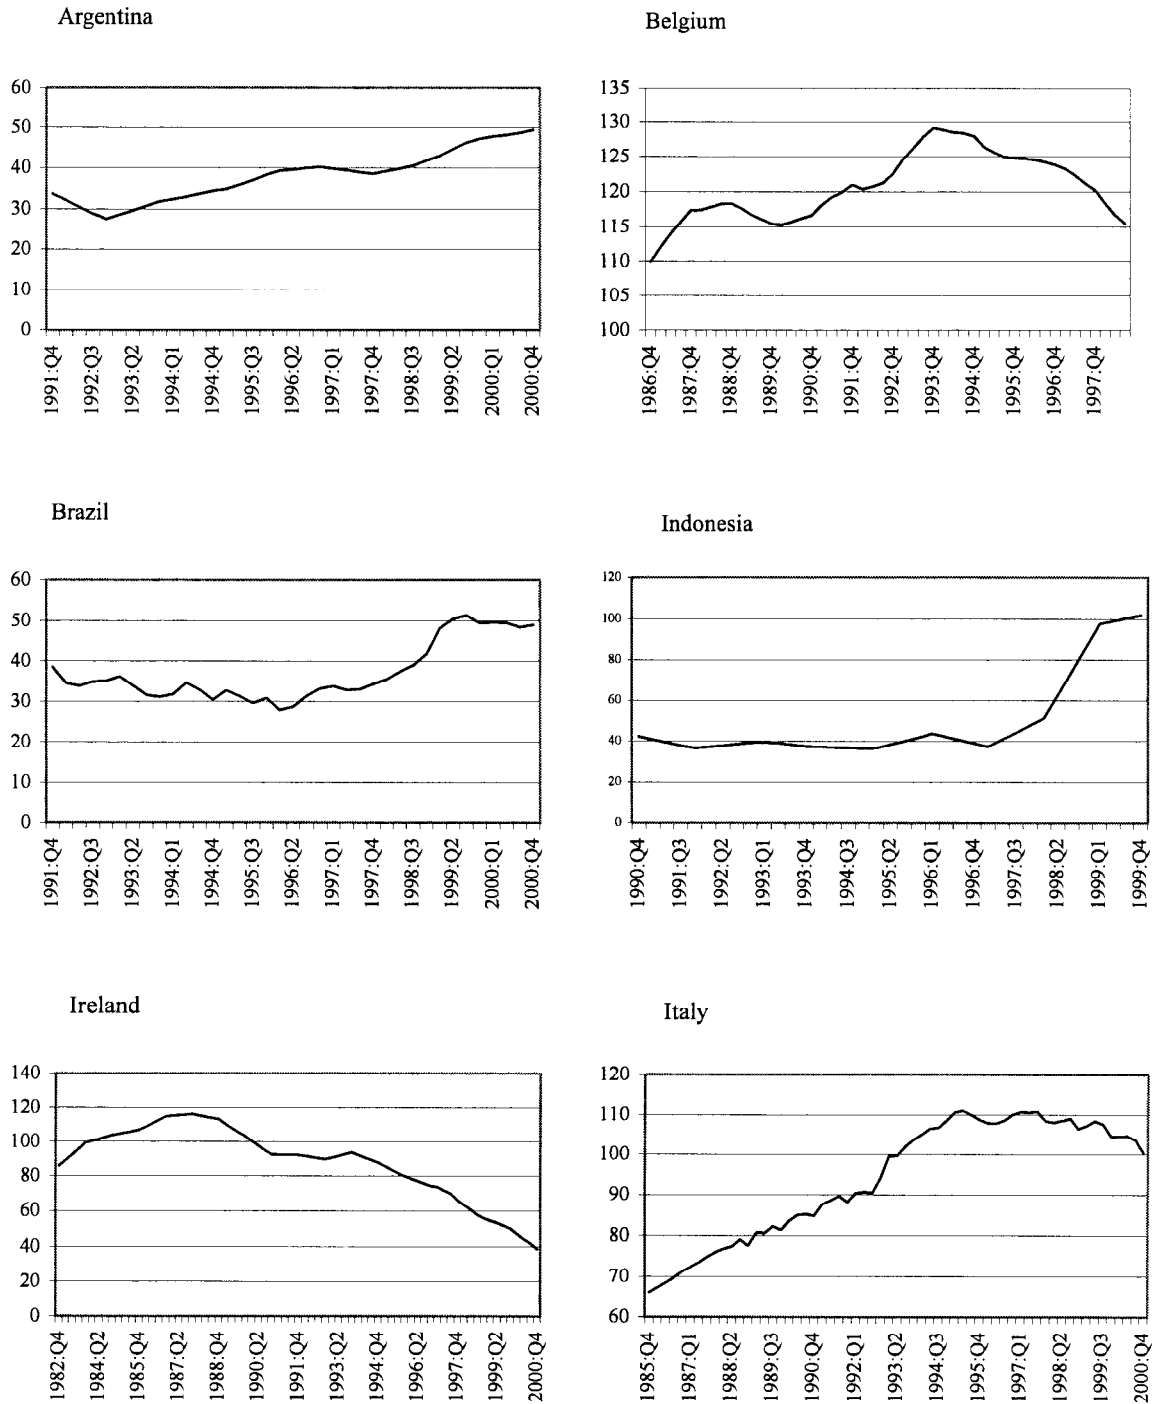 Argentina
60
50
40
30
20
10
0
1991:Q4
1992:Q3
1993:Q2
1994:Q1
1994:Q4
1995:Q3
1996:Q2
1997:Q1
1997:Q4
1998:Q3
1999:Q2
2000:Q1
2000:Q4
Belgium
135
130
125
120
115
110
105
100
1986:Q4
1987:Q4
1988:Q4
1989:Q4
1990:Q4
1991:Q4
1992:Q4
1993:Q4
1994:Q4
1995:Q4
1996:Q4
1997:Q4
Brazil
60
50
40
30
20
10
0
1991:Q4
1992:Q3
1993:Q2
1994:Q1
1994:Q4
1995:Q3
1996:Q2
1997:Q1
1997:Q4
1998:Q3
1999:Q2
2000:Q1
2000:Q4
Indonesia
120
100
80
60
40
20
0
1990:Q4
1991:Q3
1992:Q2
1993:Q1
1993:Q4
1994:Q3
1995:Q2
1996:Q1
1996:Q4
1997:Q3
1998:Q2
1999:Q1
1999:Q4
Ireland
140
120
100
80
60
40
20
0
1982:Q4
1984:Q2
1985:Q4
1987:Q2
1988:Q4
1990:Q2
1991:Q4
1993:Q2
1994:Q4
1996:Q2
1997:Q4
1999:Q2
2000:Q4
Italy
120
110
100
90
80
70
60
1985:Q4
1987:Q1
1988:Q2
1989:Q3
1990:Q4
1992:Q1
1993:Q2
1994:Q3
1995:Q4
1997:Q1
1998:Q2
1999:Q3
2000:Q4